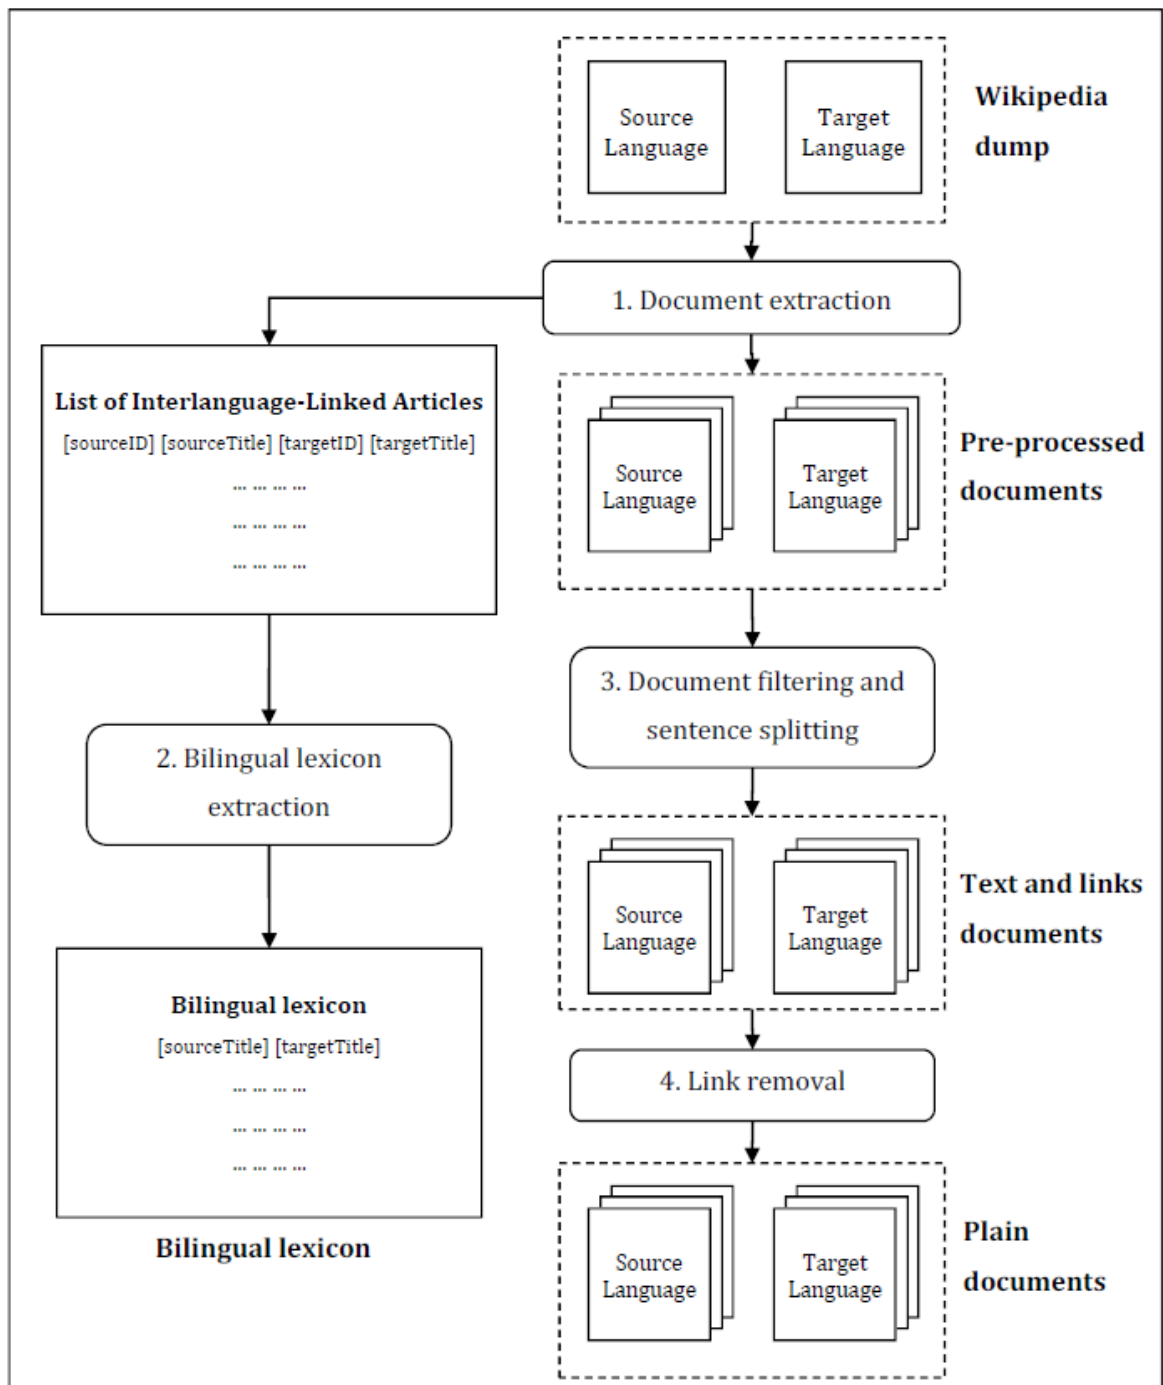 Source
Language
Target
Language
Wikipedia
dump
1. Document extraction
List of Interlanguage-Linked Articles
[sourceID] [sourceTitle] [targetID] [targetTitle]
... ... ... ...
... ... ... ...
... ... ... ...
Source
Language
Target
Language
Pre-processed
documents
2. Bilingual lexicon
extraction
3. Document filtering and
sentence splitting
Bilingual lexicon
[sourceTitle] [targetTitle]
... ... ... ...
... ... ... ...
... ... ... ...
Bilingual lexicon
Source
Language
Target
Language
Text and links
documents
4. Link removal
Source
Language
Target
Language
Plain
documents